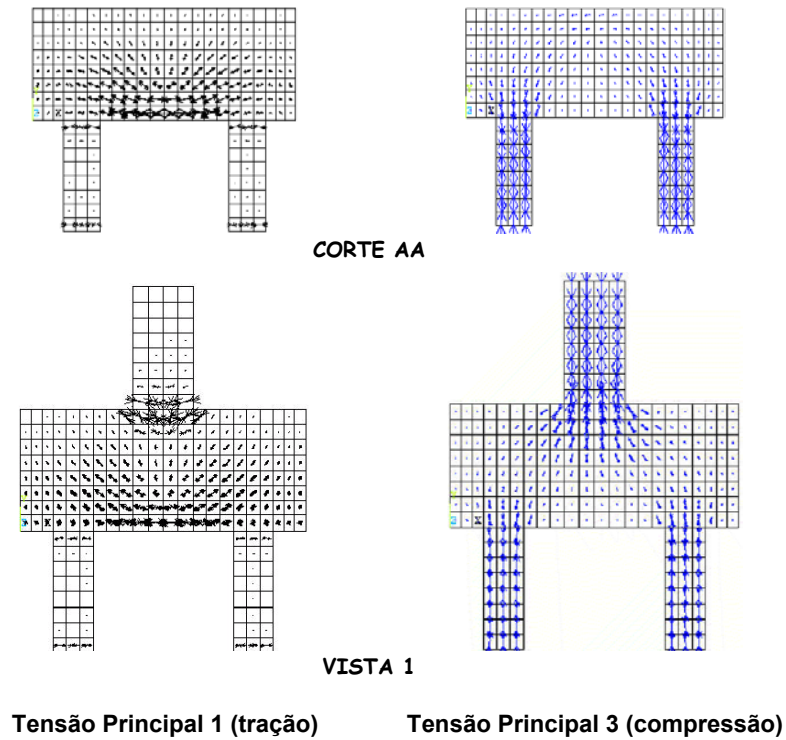 CORTE AA
VISTA 1
Tensão Principal 1 (tração) Tensão Principal 3 (compressão)